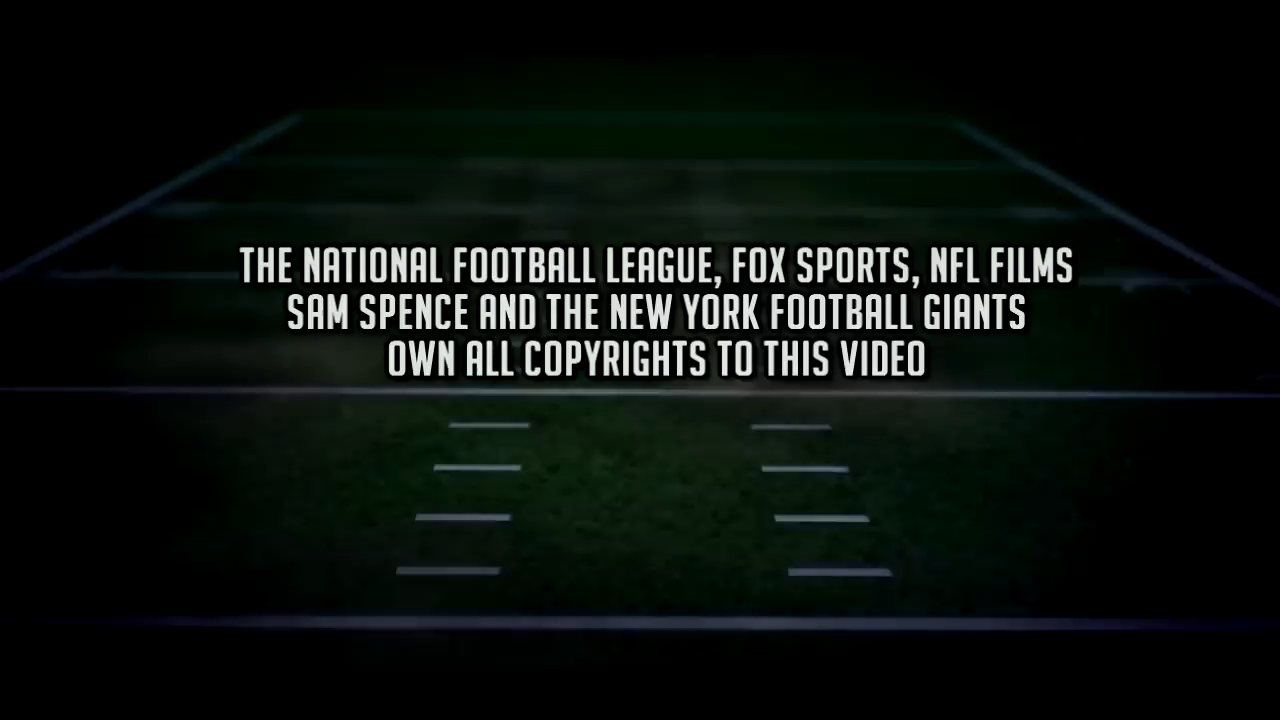 THE NATIONAL FOOTBALL LEAGUE, FOX SPORTS, NFL FILMS
SAM SPENCE AND THE NEW YORK FOOTBALL GIANTS
OWN ALL COPYRIGHTS TO THIS VIDEO